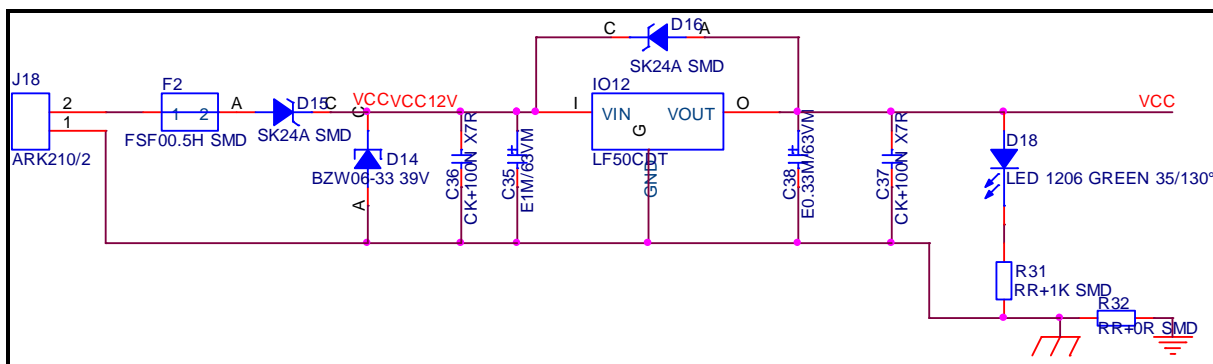 C
D16
A
SK24A SMD
J18
2
1
ARK210/2
F2
1
2
FSF00.5H SMD
A
D15
C
SK24A SMD
VCC
VCC12V
C
D14
BZW06-33 39V
A
C36
CK+100N X7R
C35
E1M/63VM
IO12
I
VIN
VOUT
O
G
LF50CDT
GND
C38
E0.33M/63VM
C37
CK+100N X7R
VCC
D18
LED 1206 GREEN 35/130°
R31
RR+1K SMD
R32
RR+0R SMD